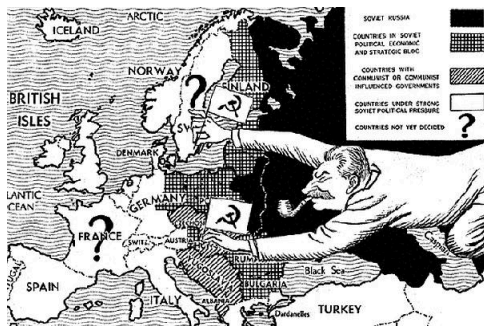 ARCTIC
ICELAND
SOVIET RUSSIA
COUNTRIES IN SOVIET
POLITICAL ECONOMIC
AND STRATEGIC BLOC
COUNTRIES WITH
COMMUNIST OR COMMUNIST
INFLUENCED GOVERNMENTS
COUNTRIES UNDER STRONG
SOVIET POLITICAL PRESSURE
COUNTRIES NOT YET DECIDED ?
NORWAY
?
FINLAND
SW
BRITISH
ISLES
DENMARK
LANTIC
CEAN
GERMANY
FRANCE
?
SWITZ
AUSTRIA
RUM
BULGARIA
Black Sea
SPAIN
ITALY
ALBANIA
Dardanelles
TURKEY